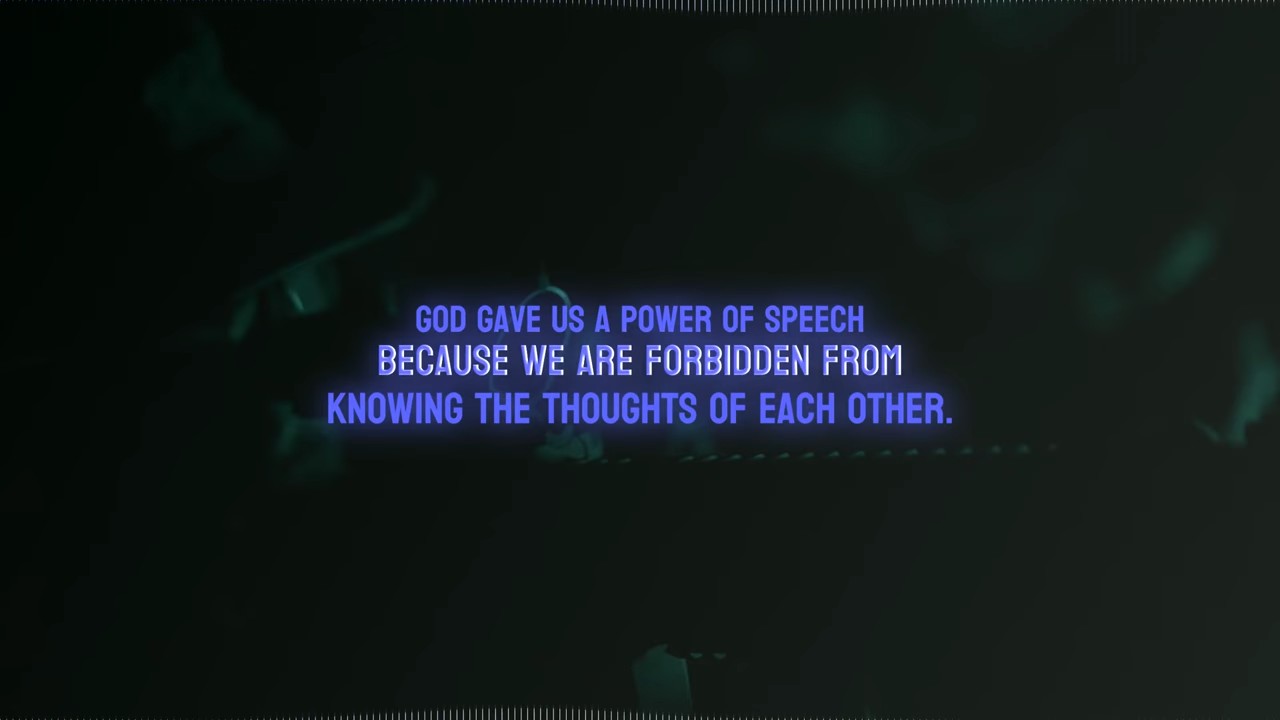 GOD GAVE US A POWER OF SPEECH
BECAUSE WE ARE FORBIDDEN FROM
KNOWING THE THOUGHTS OF EACH OTHER.